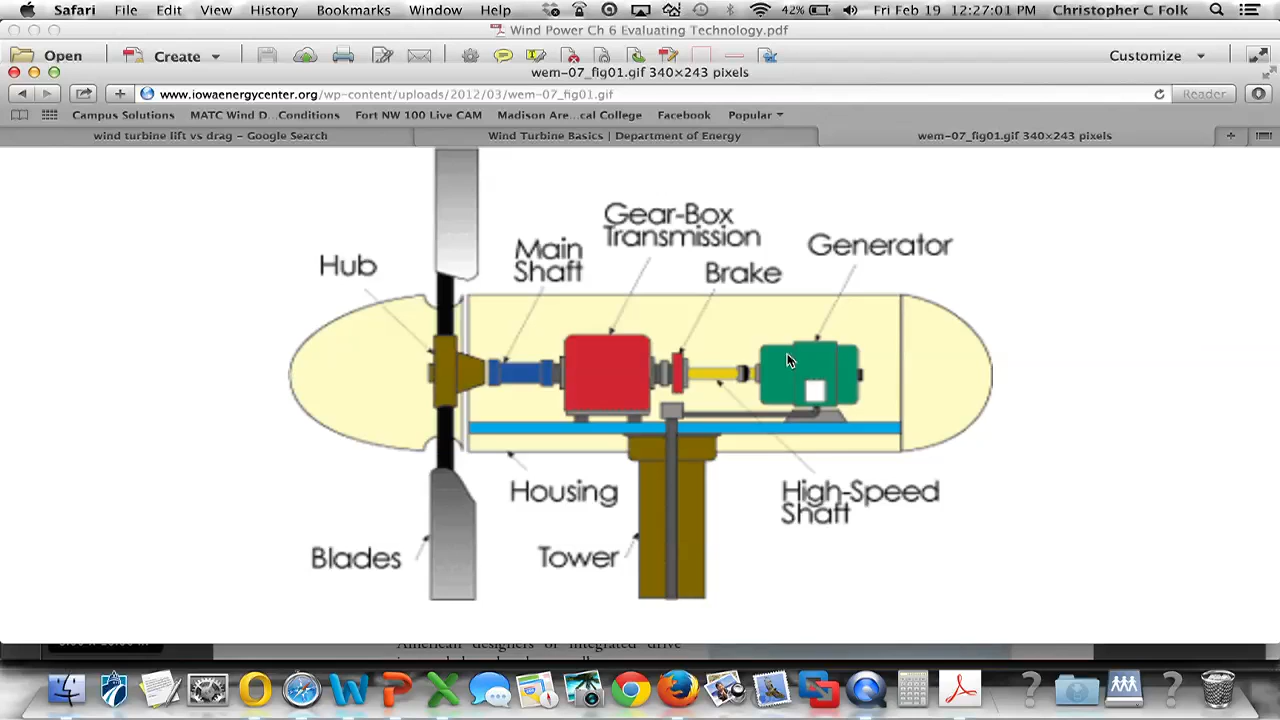 Safari File Edit View History Bookmarks Window Help 42% Fri Feb 19 12:27:01 PM Christopher C Folk
Wind Power Ch 6 Evaluating Technology.pdf
Open Create Customize
wem-07_fig01.gif 340×243 pixels
www.iowaenergycenter.org/wp-content/uploads/2012/03/wem-07_fig01.gif Reader
Campus Solutions MATC Wind D...Conditions Fort NW 100 Live CAM Madison Are...cal College Facebook Popular
wind turbine lift vs drag – Google Search Wind Turbine Basics | Department of Energy wem-07_fig01.gif 340×243 pixels
Gear-Box
Transmission
Main
Shaft
Generator
Hub
Brake
Housing
High-Speed
Shaft
Blades
Tower
American designers of integrated drive